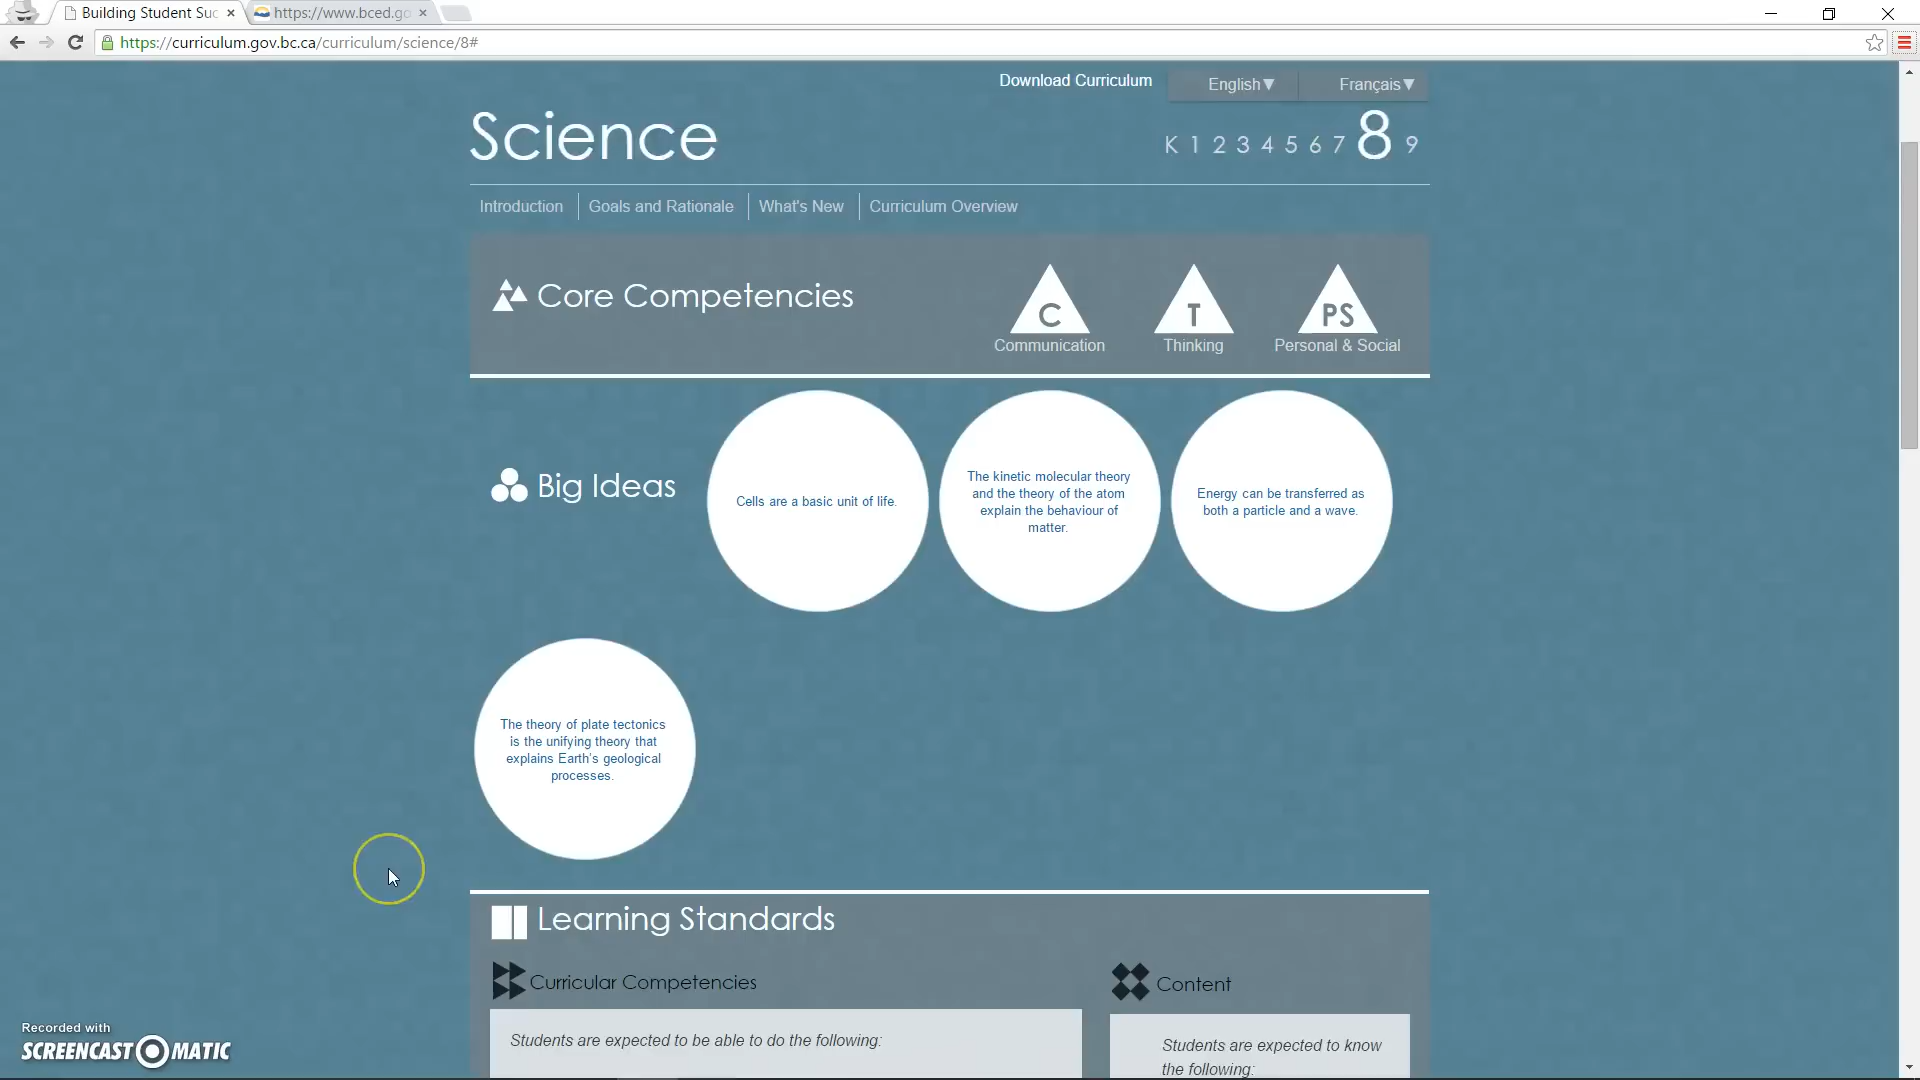 Building Student Suc
https://www.bced.go
https://curriculum.gov.bc.ca/curriculum/science/8#
Download Curriculum
English▼
Français▼
Science
K 1 2 3 4 5 6 7 8 9
Introduction
Goals and Rationale
What's New
Curriculum Overview
Core Competencies
C
Communication
T
Thinking
PS
Personal & Social
Big Ideas
Cells are a basic unit of life.
The kinetic molecular theory
and the theory of the atom
explain the behaviour of
matter.
Energy can be transferred as
both a particle and a wave.
The theory of plate tectonics
is the unifying theory that
explains Earth's geological
processes.
Learning Standards
Curricular Competencies
Students are expected to be able to do the following:
Content
Students are expected to know
the following:
Recorded with
SCREENCAST MATIC